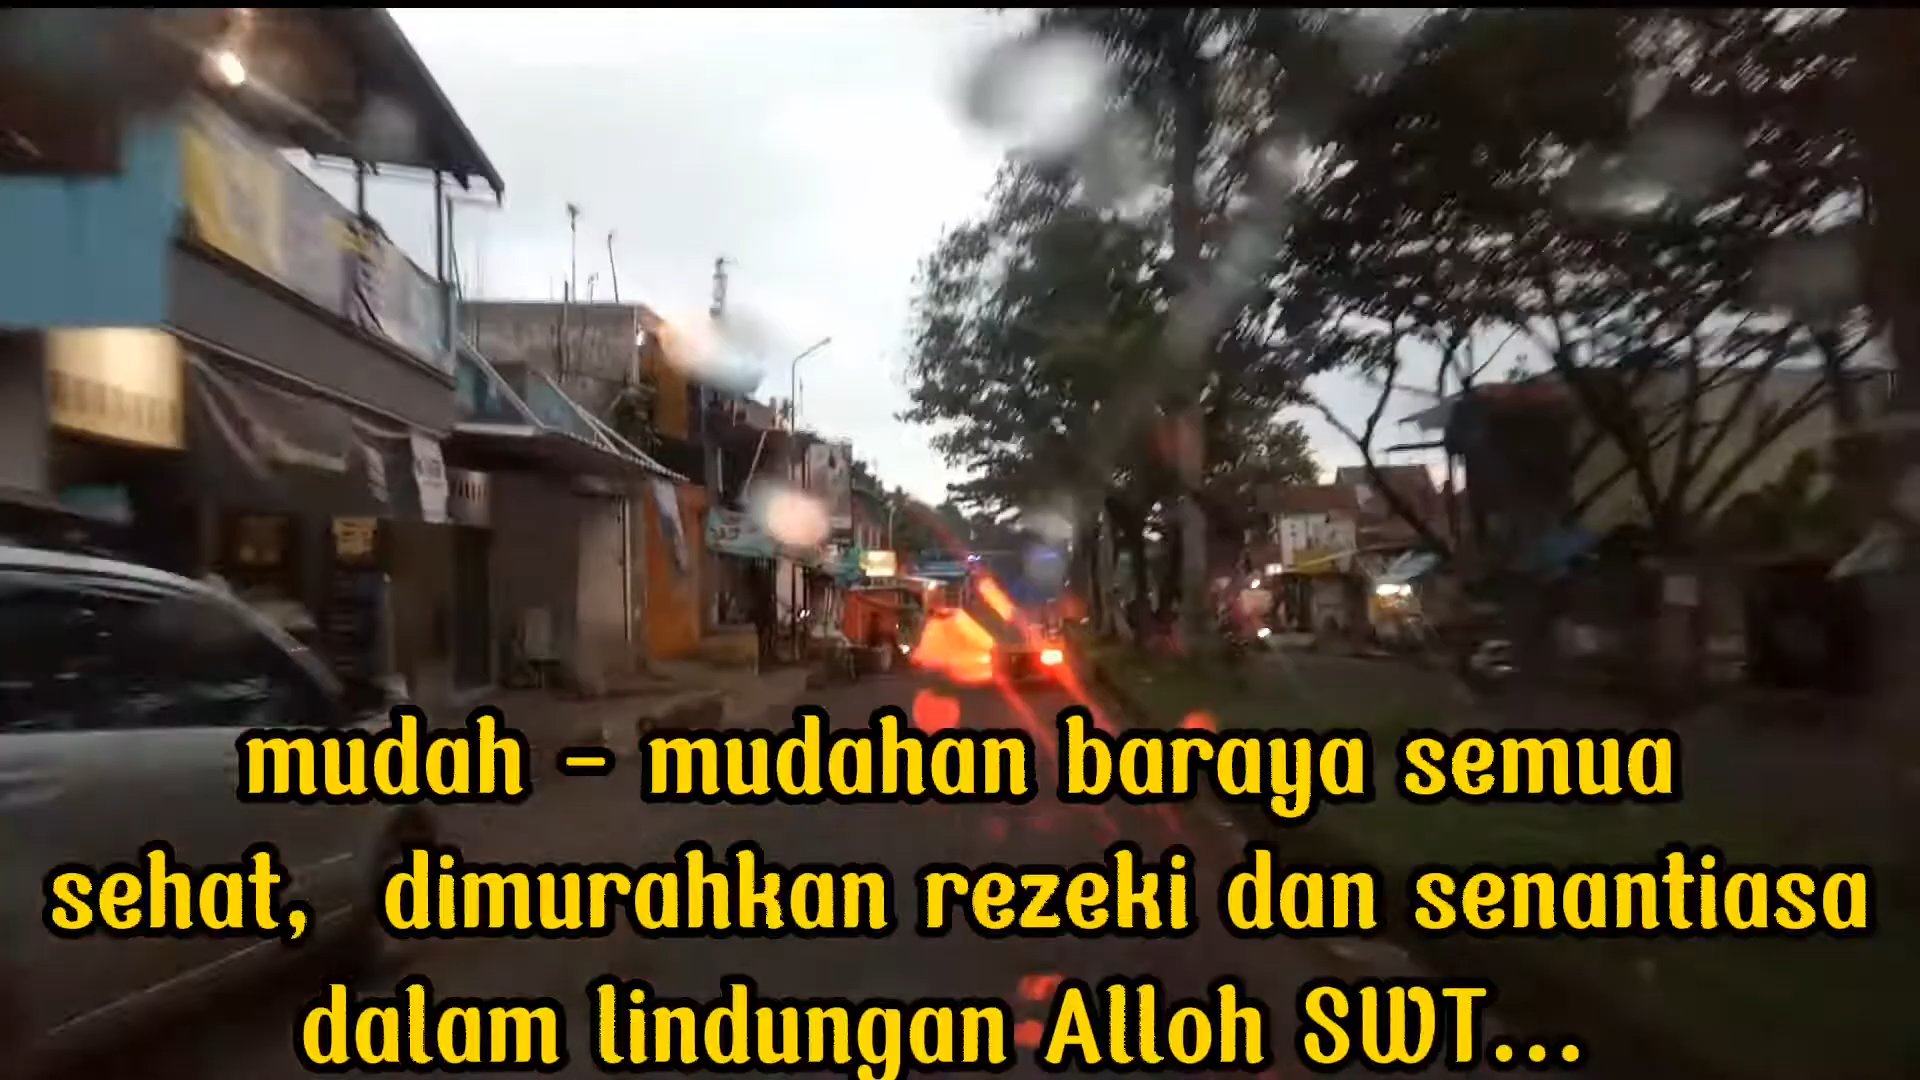 mudah - mudahan baraya semua
sehat, dimurahkan rezeki dan senantiasa
dalam lindungan Alloh SWT...